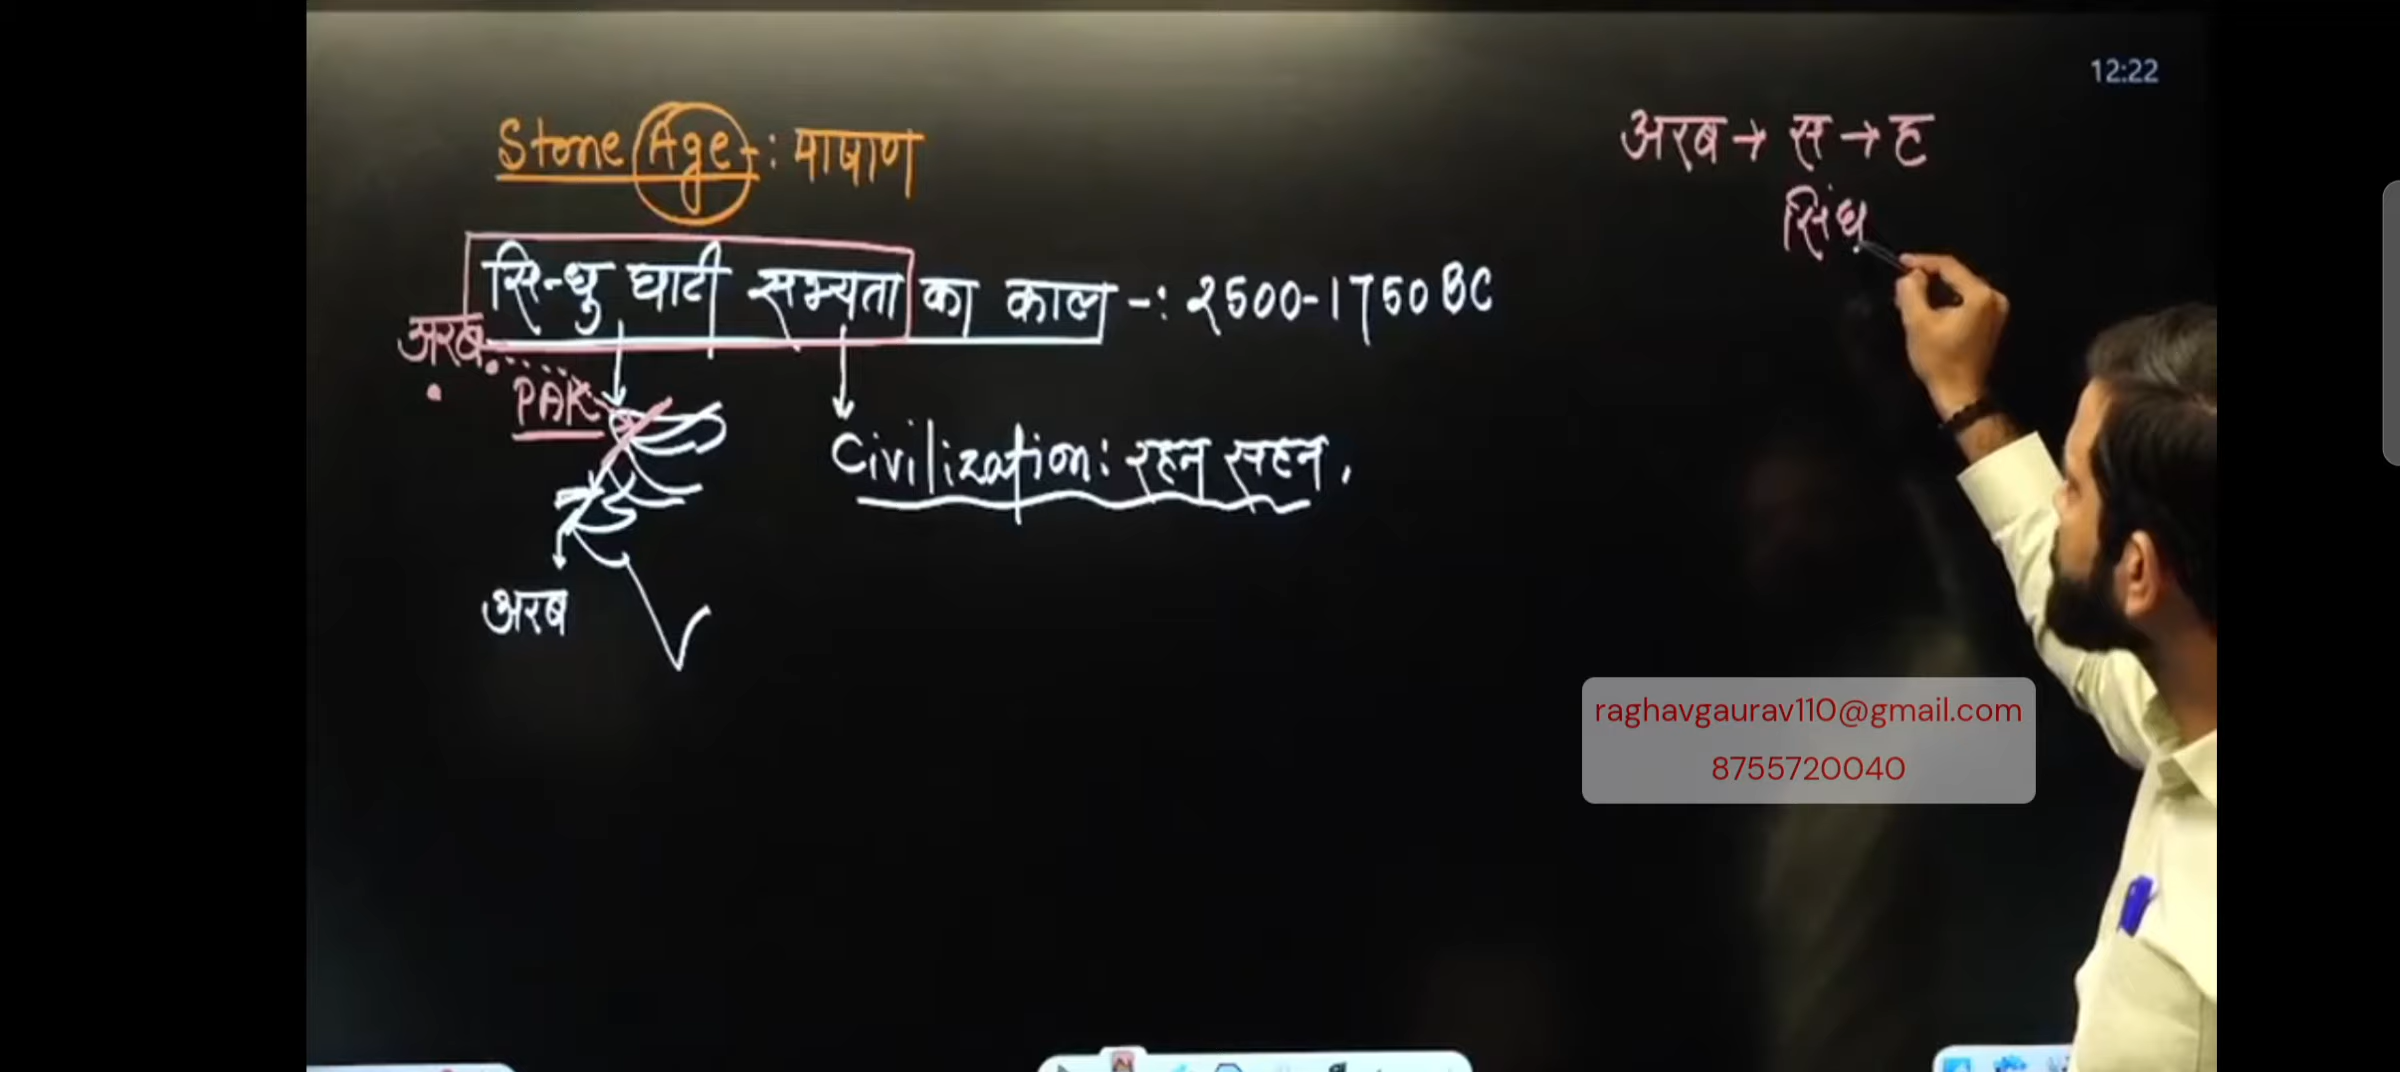 12:22
Stone Age -: पाषाण
अरब → स → ह
सिंधु
सिन्धु घाटी सभ्यता का काल -: 2500-1750 BC
अरब
PAK
Civilization: रहन सहन.
अरब
raghavgaurav110@gmail.com
8755720040